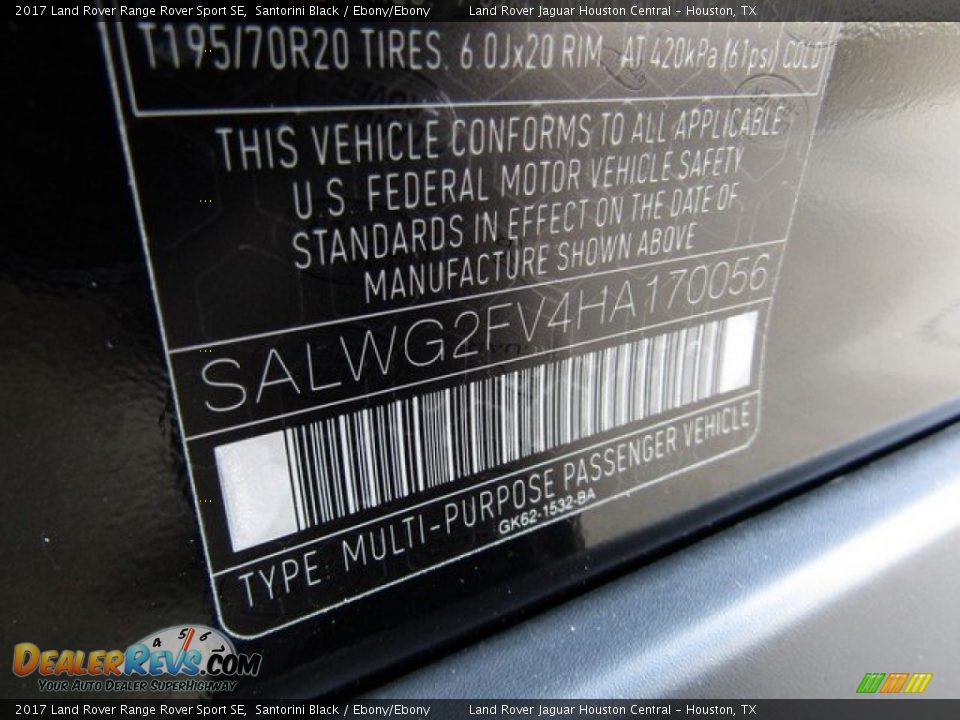 2017 Land Rover Range Rover Sport SE, Santorini Black / Ebony/Ebony Land Rover Jaguar Houston Central - Houston, TX
T195/70R20 TIRES, 6.0Jx20 RIM, AT 420kPa (61psi) COLD
THIS VEHICLE CONFORMS TO ALL APPLICABLE
U.S. FEDERAL MOTOR VEHICLE SAFETY
STANDARDS IN EFFECT ON THE DATE OF
MANUFACTURE SHOWN ABOVE
SALWG2FV4HA170056
TYPE: MULTI-PURPOSE PASSENGER VEHICLE
GK62-1532-BA
4 5 6
DEALERREVS.COM
Your Auto Dealer SuperHighway
2017 Land Rover Range Rover Sport SE, Santorini Black / Ebony/Ebony Land Rover Jaguar Houston Central - Houston, TX